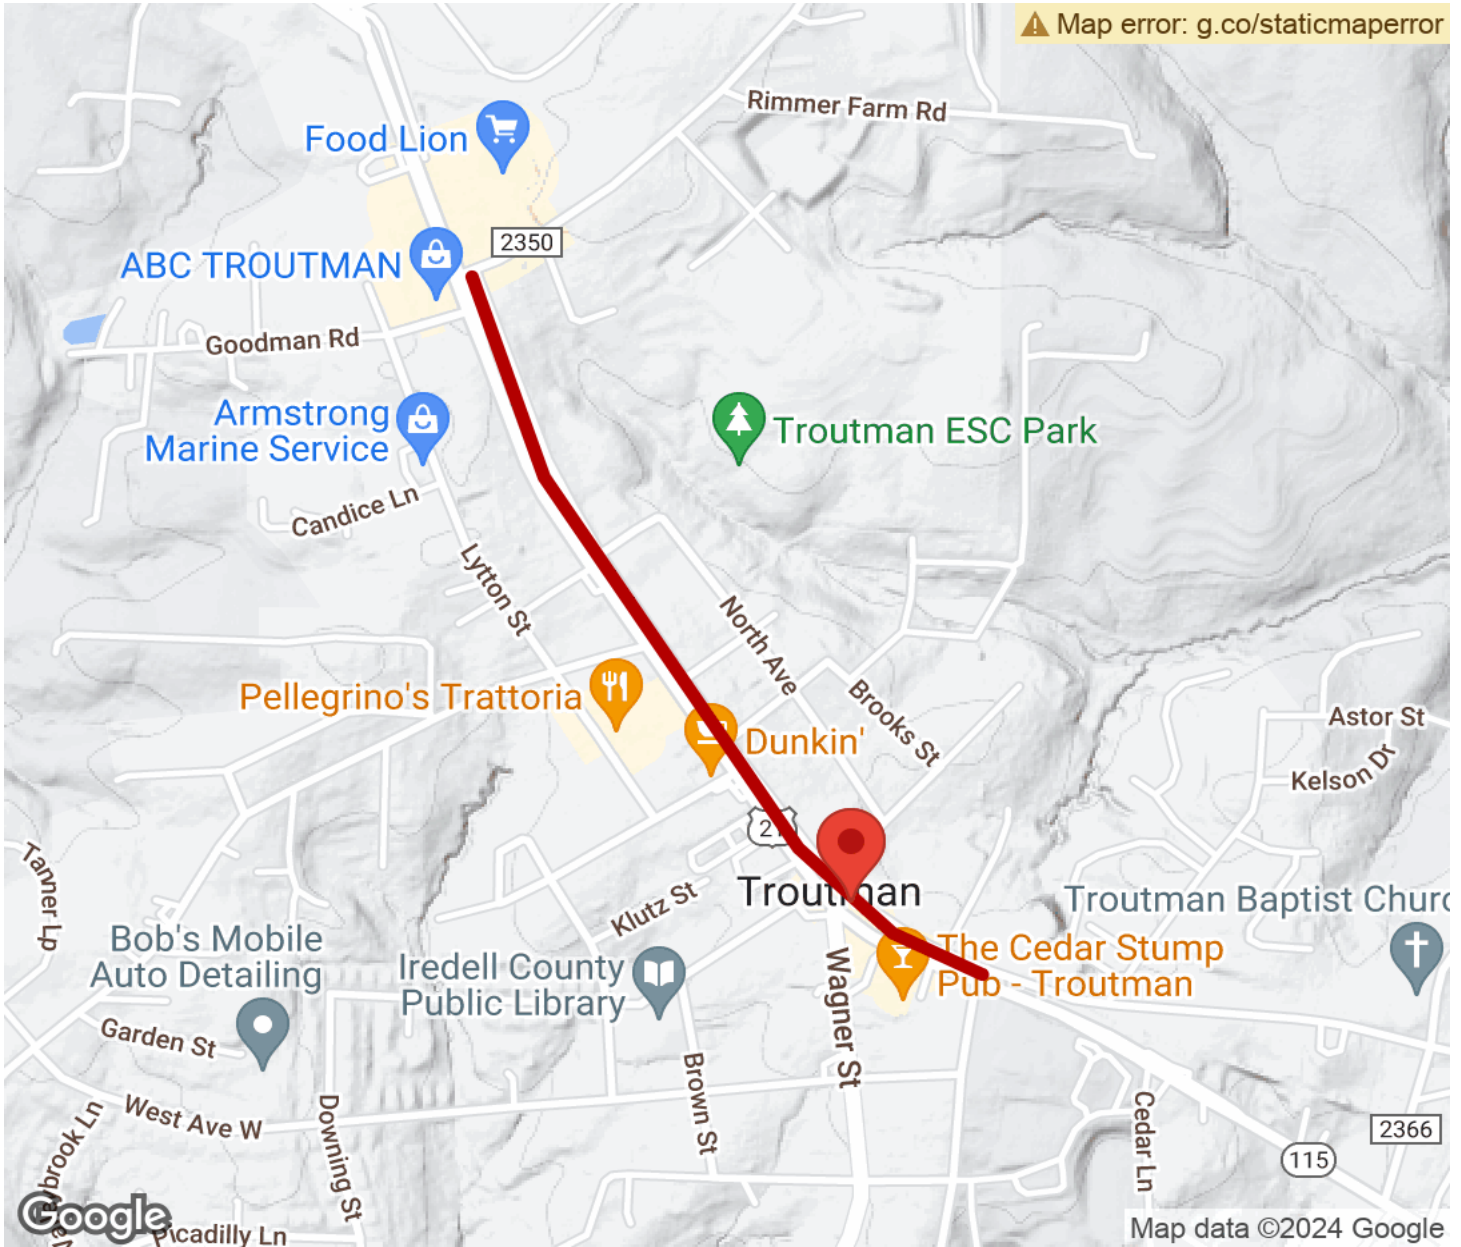 Map error: g.co/staticmaperror
Rimmer Farm Rd
Food Lion
2350
ABC TROUTMAN
Goodman Rd
Armstrong
Marine Service
Troutman ESC Park
Candice Ln
Lytton St
North Ave
Pellegrino's Trattoria
Dunkin'
Brooks St
Astor St
Kelson Dr
Tanner Lp
Klutz St
Troutman
Troutman Baptist Churc
Bob's Mobile
Auto Detailing
Iredell County
Public Library
Wagner St
The Cedar Stump
Pub - Troutman
Garden St
West Ave W
Downing St
Brown St
Cedar Ln
2366
115
Google
Picadilly Ln
Map data ©2024 Google